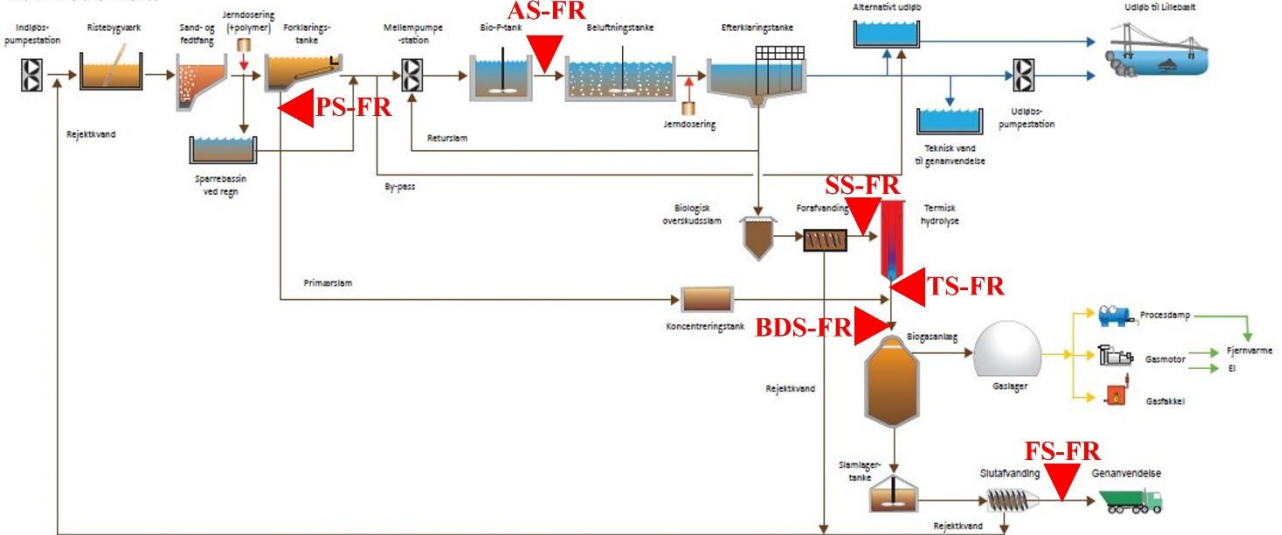 Indløbs-
pumpestation
Ristebygværk
Sand- og
fedtfang
Jerndosering
(+polymer)
Forklarings-
tanke
Mellempumpe
-station
Bio-P-tank
AS-FR
Beluftningstanke
Efterklaringstanke
Alternativt udløb
Udløb til Lillebælt
PS-FR
Rejektkvand
Jerndosering
Returslam
Udløbs-
pumpestation
Teknisk vand
til genanvendelse
Sparrebassin
ved regn
By-pass
SS-FR
Biologisk
overskudsslam
Forafvanding
Termisk
hydrolyse
Primærslam
TS-FR
Koncentreringstank
BDS-FR
Biogasanlæg
Procesdamp
Gasmotor
Fjernvarme
El
Gaslager
Gasfakkel
Rejektkvand
Slamlager-
tanke
Slutafvanding
FS-FR
Genanvendelse
Rejektkvand